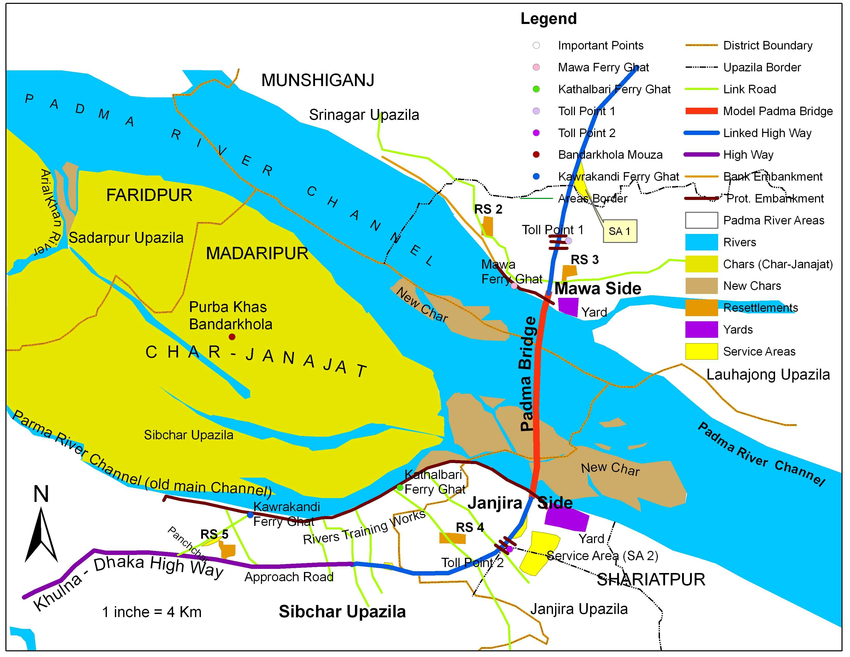 Legend
Important Points
Mawa Ferry Ghat
Kathalbari Ferry Ghat
Toll Point 1
Toll Point 2
Bandarkhola Mouza
Kawrakandi Ferry Ghat
Areas Border
District Boundary
Upazila Border
Link Road
Model Padma Bridge
Linked High Way
High Way
Bank Embankment
Prot. Embankment
Padma River Areas
Rivers
Chars (Char-Janajat)
New Chars
Resettlements
Yards
Service Areas
MUNSHIGANJ
PADMA RIVER CHANNEL
Srinagar Upazila
ArialKhan River
FARIDPUR
Sadarpur Upazila
RS 2
Toll Point 1
SA 1
MADARIPUR
Mawa
Ferry Ghat
RS 3
Mawa Side
Yard
New Char
Purba Khas
Bandarkhola
CHAR-JANAJAT
Padma Bridge
Lauhajong Upazila
Sibchar Upazila
Parma River Channel (old main Channel)
Padma River Channel
New Char
Kathalbari
Ferry Ghat
Janjira Side
Kawrakandi
Ferry Ghat
N
RS 5
Rivers Training Works
RS 4
Yard
Toll Point 2
Service Area (SA 2)
Khulna - Dhaka High Way
Approach Road
SHARIATPUR
1 inche = 4 Km
Sibchar Upazila
Janjira Upazila